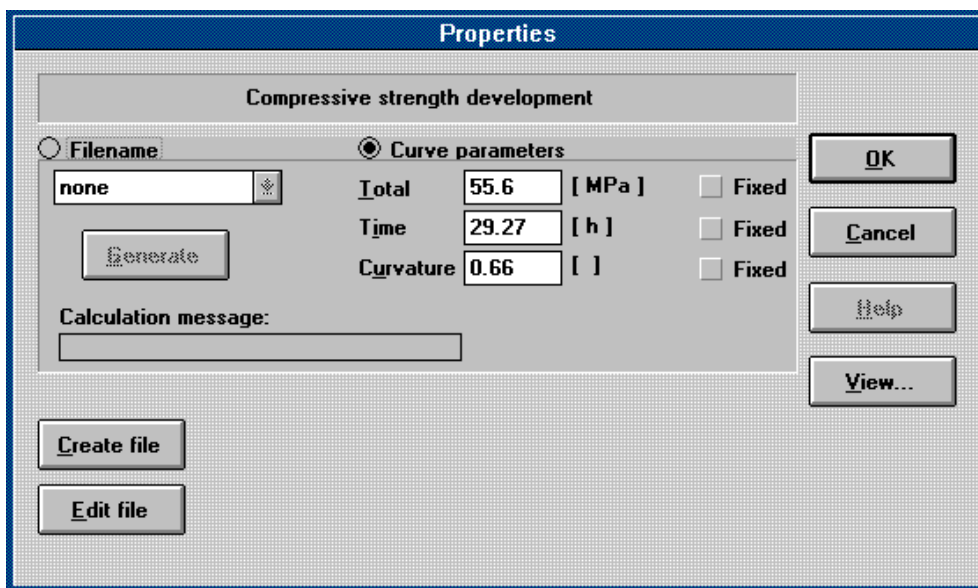 Properties
Compressive strength development
Filename
Curve parameters
none
Total 55.6 [ MPa ] Fixed
Time 29.27 [ h ] Fixed
Generate
Curvature 0.66 [ ] Fixed
Calculation message:
OK
Cancel
Help
View...
Create file
Edit file